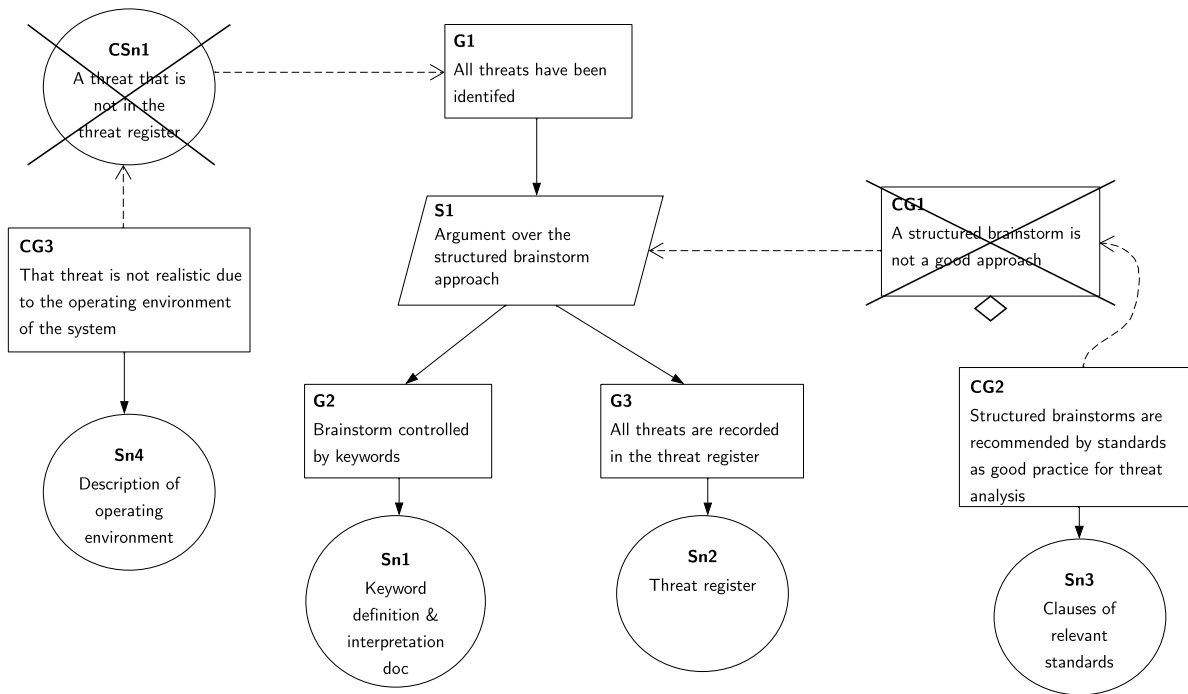 CSn1
A threat that is
not in the
threat register
G1
All threats have been
identifed
S1
Argument over the
structured brainstorm
approach
CG1
A structured brainstorm is
not a good approach
CG3
That threat is not realistic due
to the operating environment
of the system
G2
Brainstorm controlled
by keywords
G3
All threats are recorded
in the threat register
CG2
Structured brainstorms are
recommended by standards
as good practice for threat
analysis
Sn4
Description of
operating
environment
Sn1
Keyword
definition &
interpretation
doc
Sn2
Threat register
Sn3
Clauses of
relevant
standards